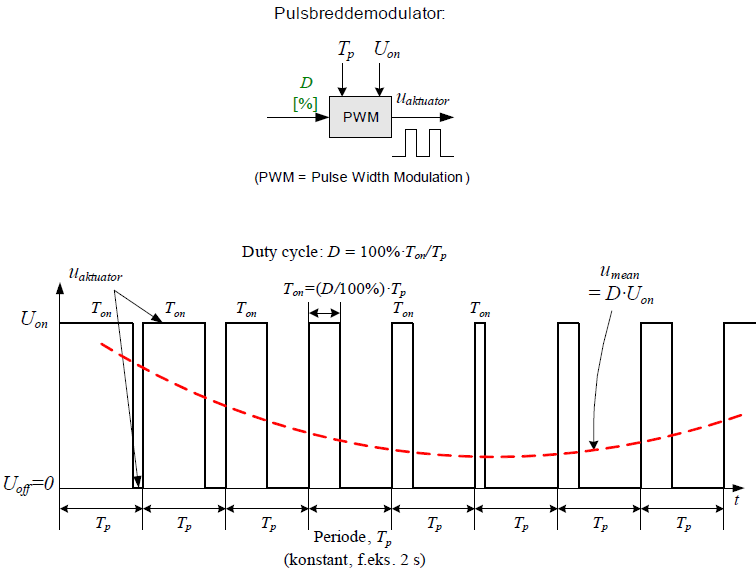 Pulsbreddemodulator:
Tp Uon
D
[%]
uaktuator
PWM
(PWM = Pulse Width Modulation )
Duty cycle: D = 100%·Ton/Tp
uaktuator
umean
= D·Uon
Ton=(D/100%)·Tp
Ton Ton Ton Ton Ton
Uon
Uoff=0
t
Tp Tp Tp Tp Tp Tp Tp
Periode, Tp
(konstant, f.eks. 2 s)